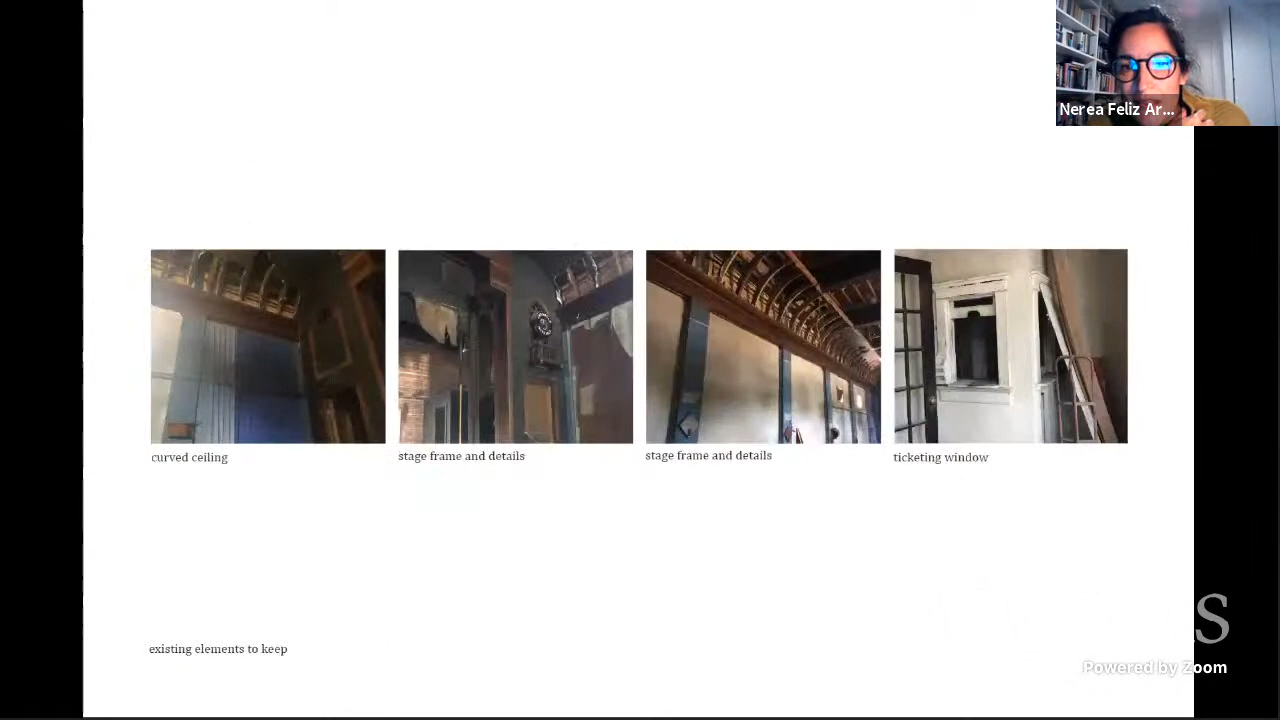 Nerea Feliz Ar...
curved ceiling
stage frame and details
stage frame and details
ticketing window
existing elements to keep
Powered by Zoom